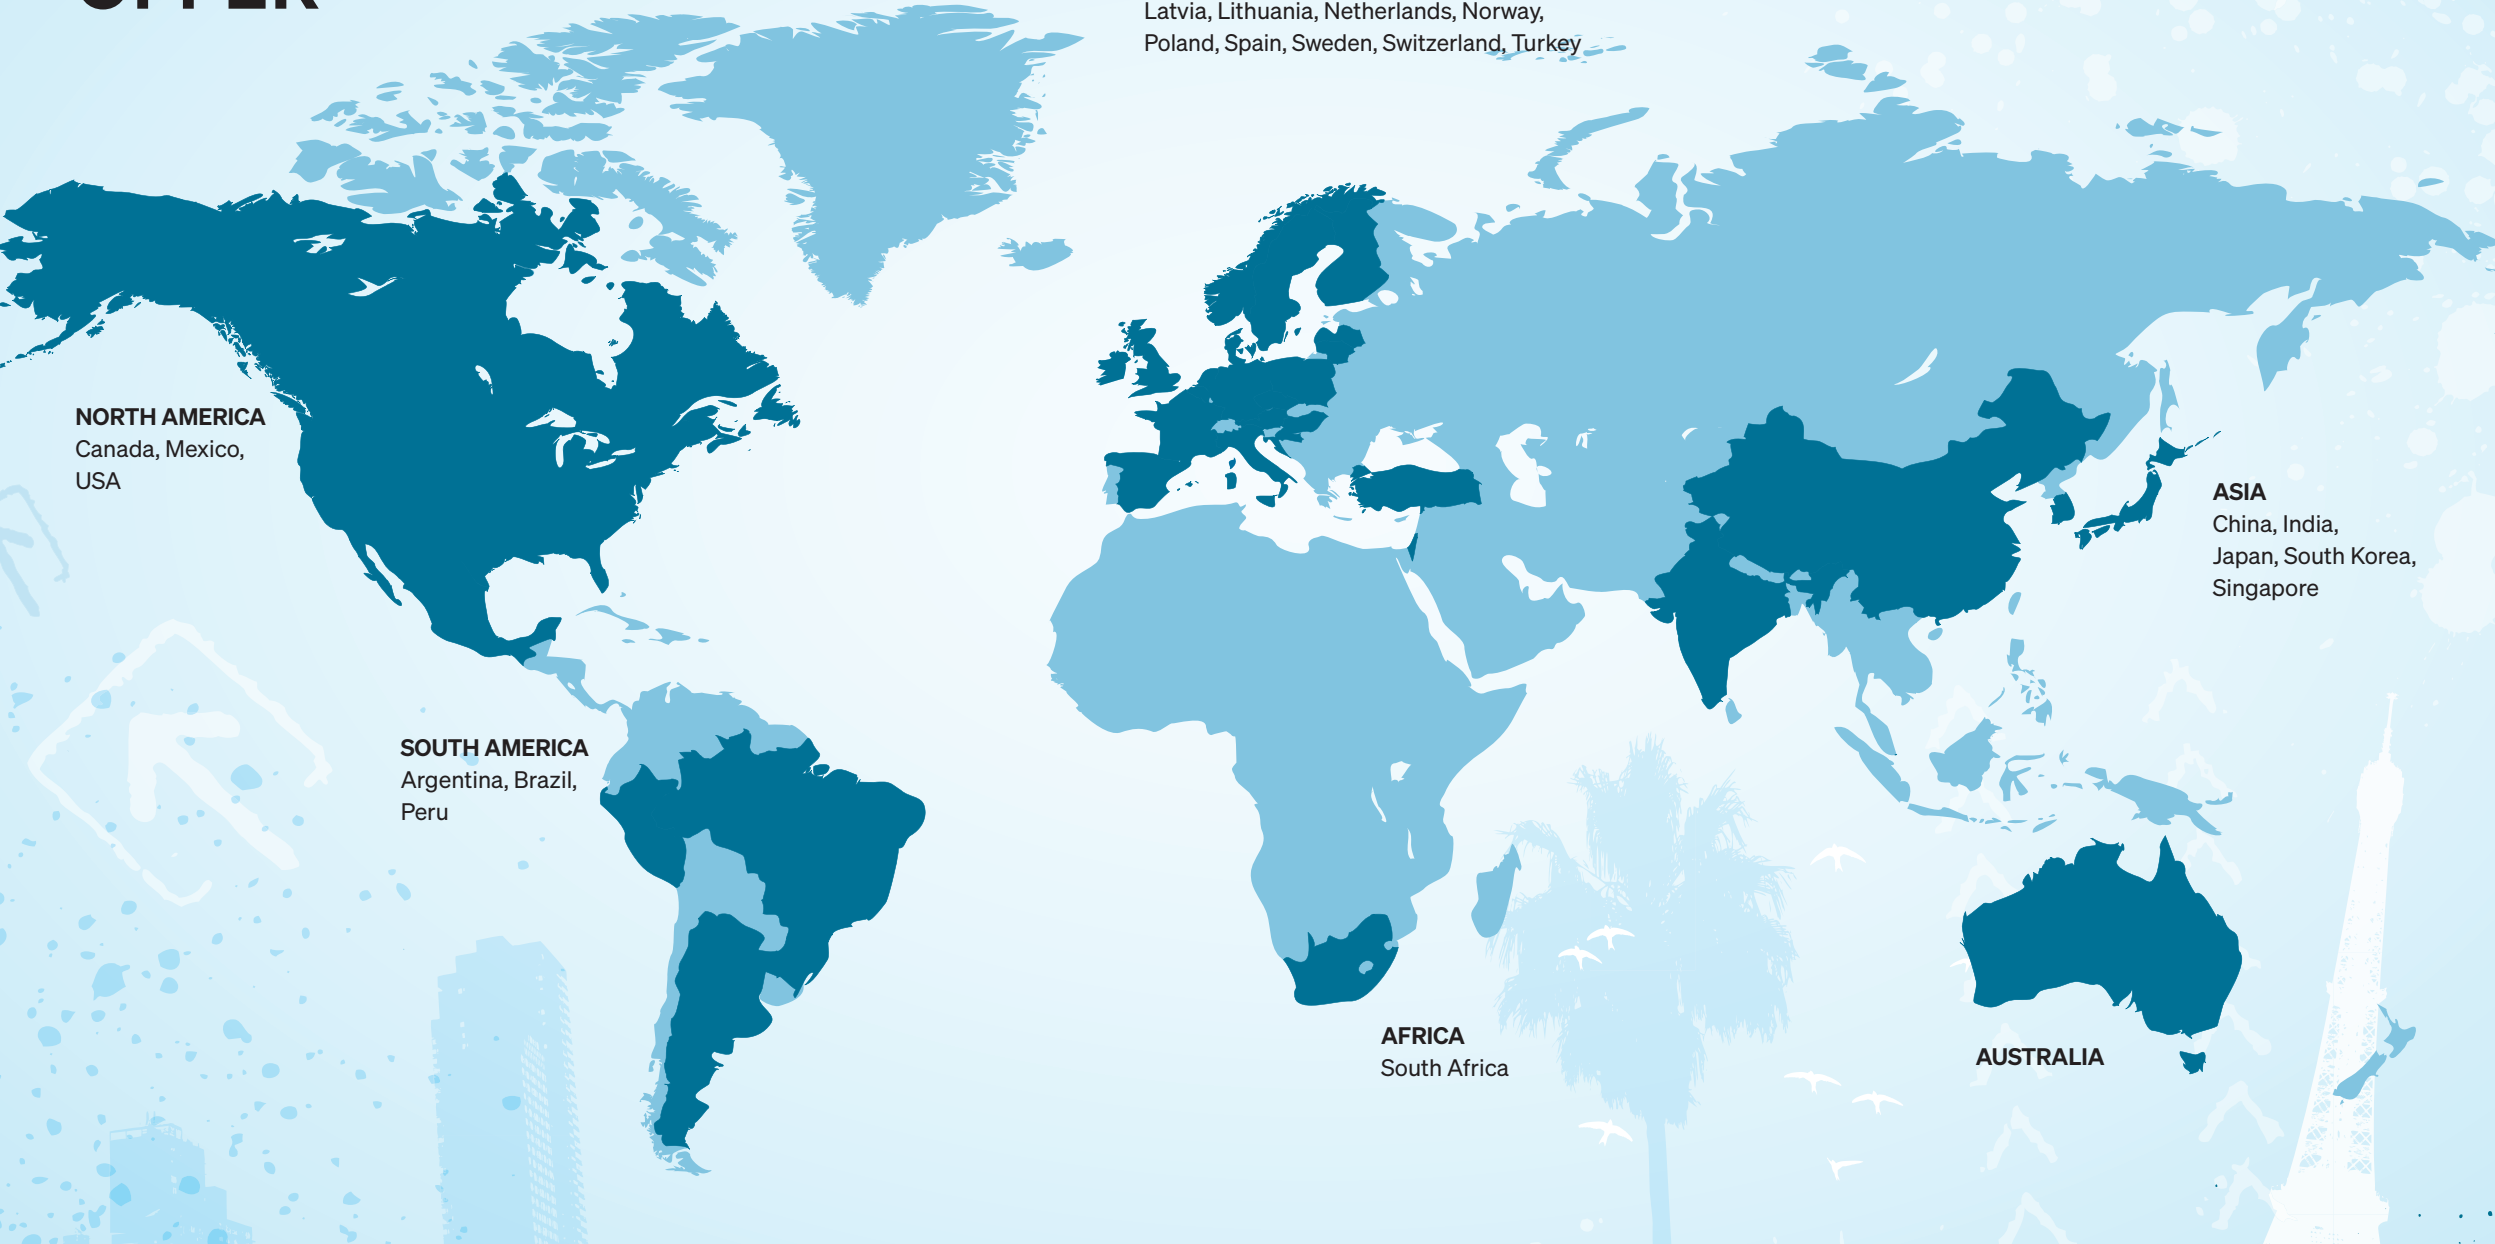 Latvia, Lithuania, Netherlands, Norway,
Poland, Spain, Sweden, Switzerland, Turkey
NORTH AMERICA
Canada, Mexico,
USA
ASIA
China, India,
Japan, South Korea,
Singapore
SOUTH AMERICA
Argentina, Brazil,
Peru
AFRICA
South Africa
AUSTRALIA